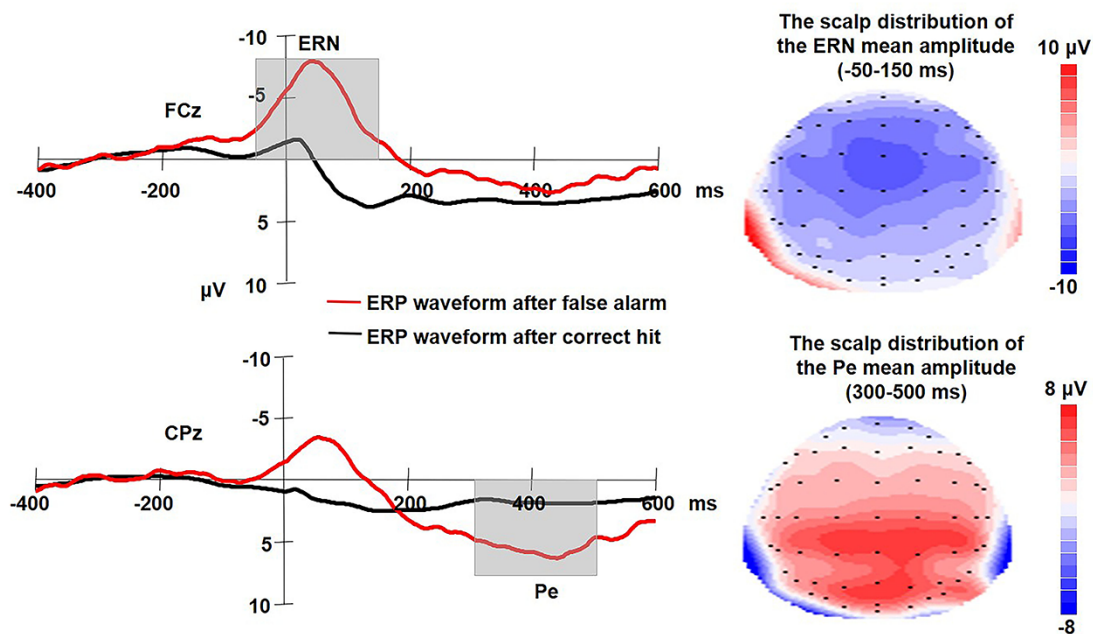 -10
ERN
-5
FCz
-400
-200
200
400
600
ms
5
μV
10
The scalp distribution of
the ERN mean amplitude
(-50-150 ms)
10 μV
-10
ERP waveform after false alarm
ERP waveform after correct hit
-10
-5
CPz
-400
-200
200
400
600
ms
5
Pe
10
The scalp distribution of
the Pe mean amplitude
(300-500 ms)
8 μV
-8